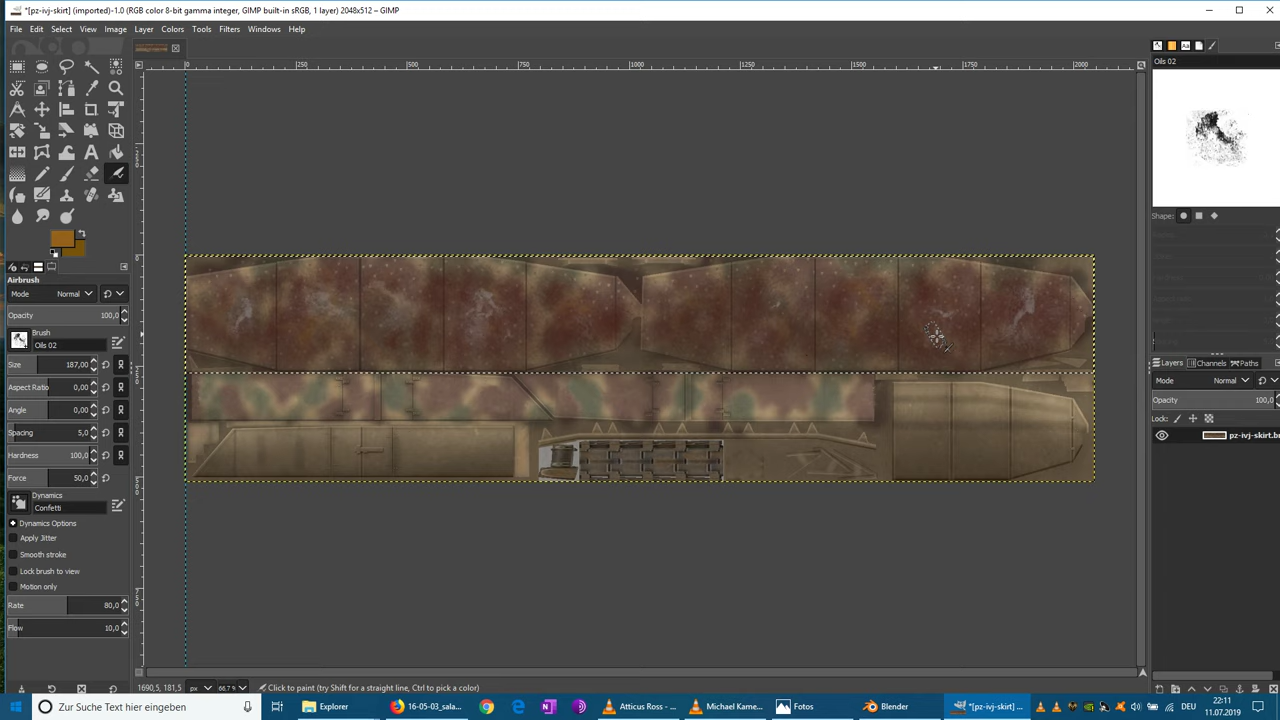 *[pz-ivj-skirt] (imported)-1.0 (RGB color 8-bit gamma integer, GIMP built-in sRGB, 1 layer) 2048x512 – GIMP
File Edit Select View Image Layer Colors Tools Filters Windows Help
Oils 02
0 250 500 750 1000 1250 1500 1750 2000
Shape:
Airbrush
Mode Normal
Opacity 100,0
Brush
Oils 02
Size 187,00
Aspect Ratio 0,00
Angle 0,00
Spacing 5,0
Hardness 100,0
Force 50,0
Dynamics
Confetti
Dynamics Options
Apply Jitter
Smooth stroke
Lock brush to view
Motion only
Rate 80,0
Flow 10,0
Layers Channels Paths
Mode Normal
Opacity 100,0
Lock:
pz-ivj-skirt.br
1690,5, 181,5 px 66,7 % Click to paint (try Shift for a straight line, Ctrl to pick a color)
Zur Suche Text hier eingeben
Explorer
16-05-03_sala...
Atticus Ross - ...
Michael Kame...
Fotos
Blender
*[pz-ivj-skirt] ...
DEU
22:11
11.07.2019